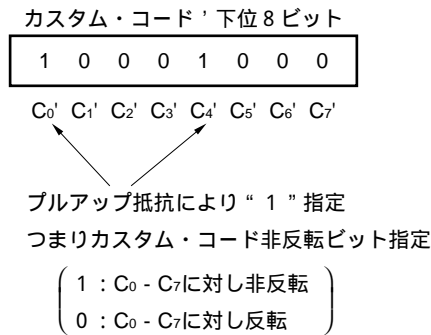 カスタム・コード' 下位8ビット
1 0 0 0 1 0 0 0
C0' C1' C2' C3' C4' C5' C6' C7'
プルアップ抵抗により“1”指定
つまりカスタム・コード非反転ビット指定
1:C0 - C7に対し非反転
0:C0 - C7に対し反転